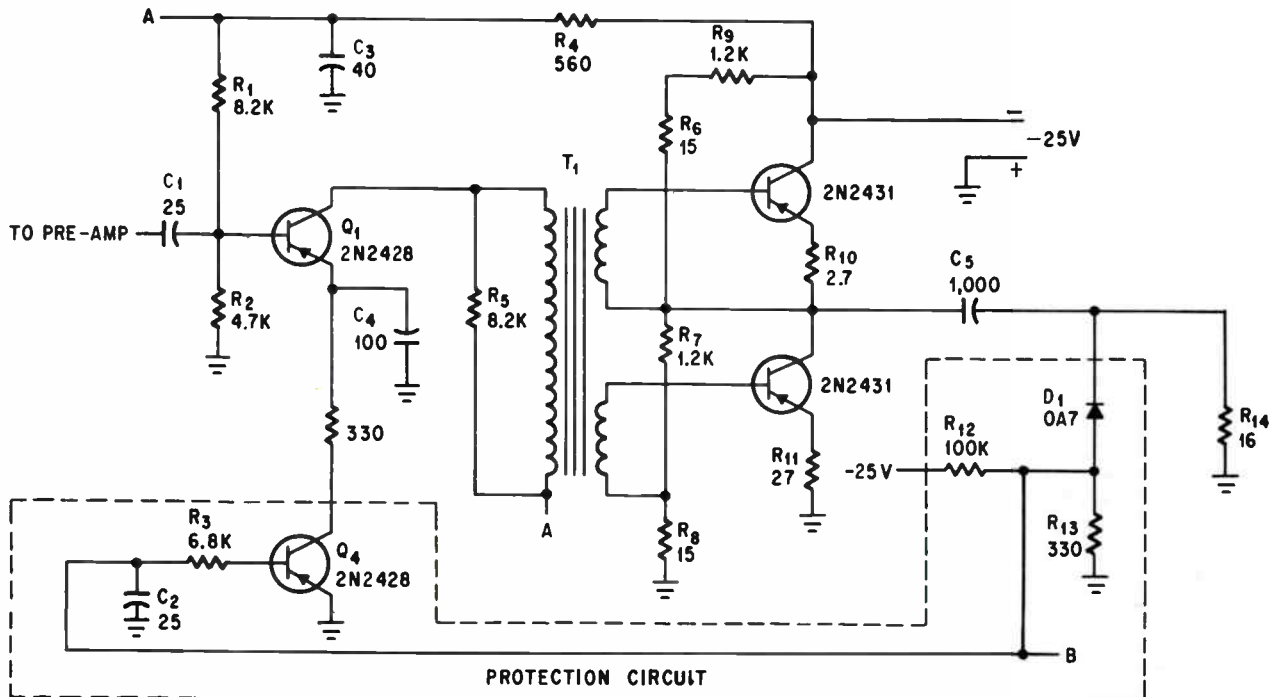 A
R4
560
R9
1.2K
C3
40
R1
8.2K
R6
15
−
-25V
+
T1
C1
25
TO PRE-AMP
Q1
2N2428
2N2431
R10
2.7
C5
1,000
R2
4.7K
C4
100
R5
8.2K
R7
1.2K
2N2431
D1
OA7
R14
16
330
R12
100K
-25V
R11
27
A
R8
15
R13
330
R3
6.8K
Q4
2N2428
C2
25
B
PROTECTION CIRCUIT